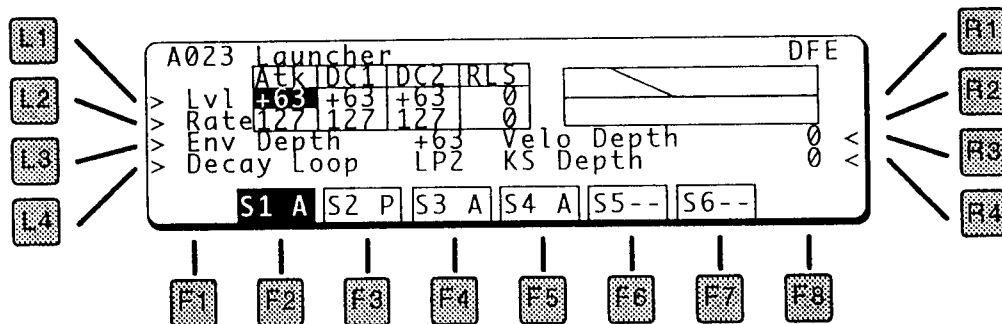 A023 Launcher DFE
Atk DC1 DC2 RLS
> Lvl +63 +63 +63 0
> Rate 127 127 127 0
> Env Depth +63 Velo Depth 0 <
> Decay Loop LP2 KS Depth 0 <
S1 A S2 P S3 A S4 A S5-- S6--
L1
L2
L3
L4
R1
R2
R3
R4
F1 F2 F3 F4 F5 F6 F7 F8